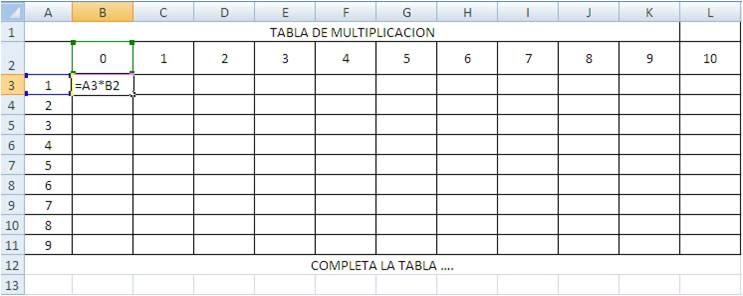 A B C D E F G H I J K L
1 TABLA DE MULTIPLICACION
2 0 1 2 3 4 5 6 7 8 9 10
3 1 =A3*B2
4 2
5 3
6 4
7 5
8 6
9 7
10 8
11 9
12 COMPLETA LA TABLA ....
13